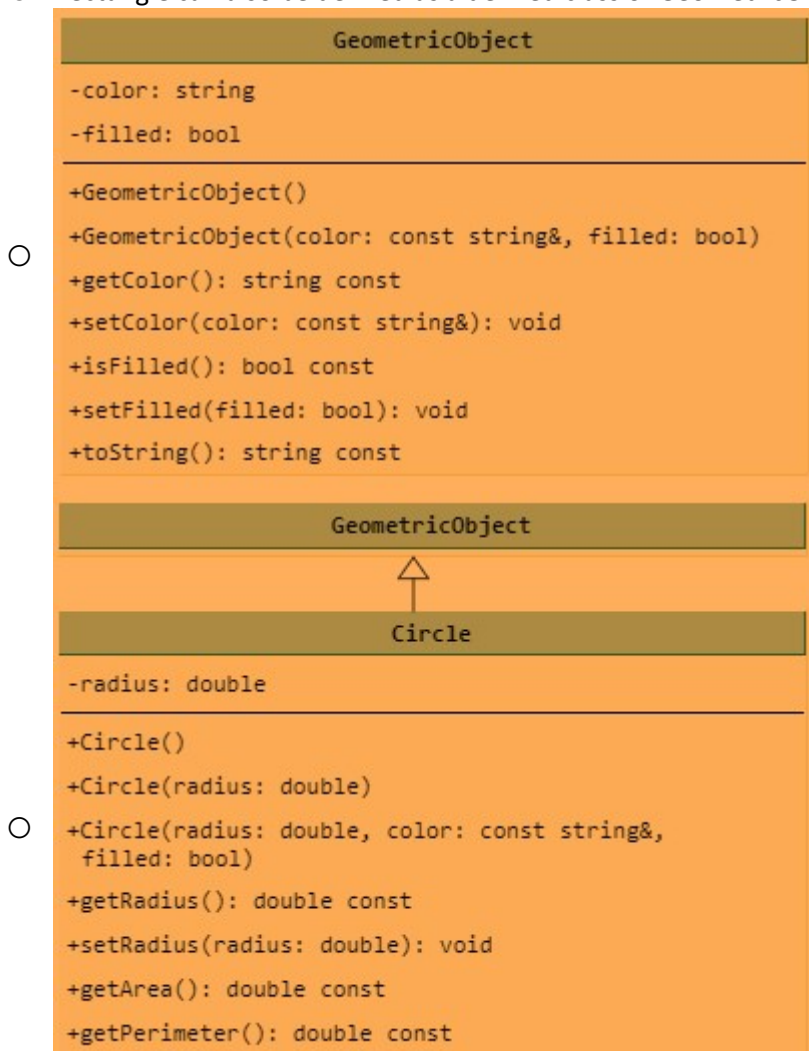 GeometricObject
-color: string
-filled: bool
+GeometricObject()
+GeometricObject(color: const string&, filled: bool)
+getColor(): string const
+setColor(color: const string&): void
+isFilled(): bool const
+setFilled(filled: bool): void
+toString(): string const
GeometricObject
Circle
-radius: double
+Circle()
+Circle(radius: double)
+Circle(radius: double, color: const string&,
filled: bool)
+getRadius(): double const
+setRadius(radius: double): void
+getArea(): double const
+getPerimeter(): double const